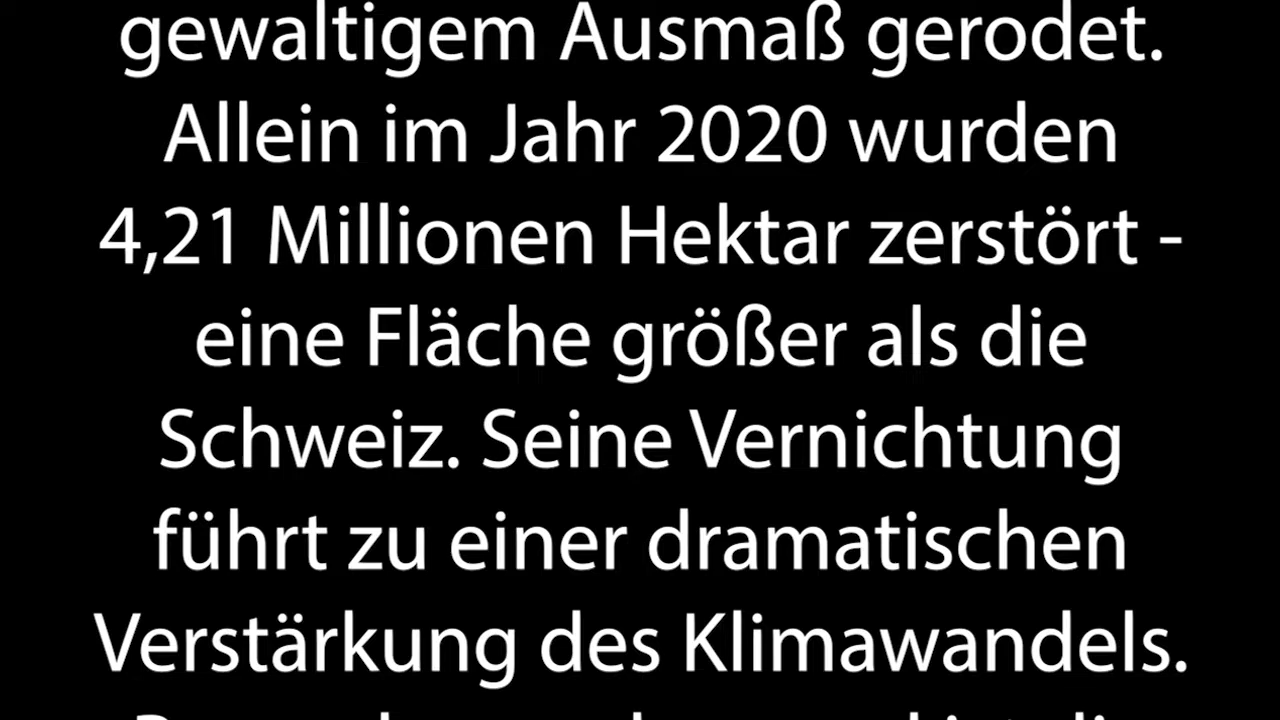 gewaltigem Ausmaß gerodet.
Allein im Jahr 2020 wurden
4,21 Millionen Hektar zerstört -
eine Fläche größer als die
Schweiz. Seine Vernichtung
führt zu einer dramatischen
Verstärkung des Klimawandels.